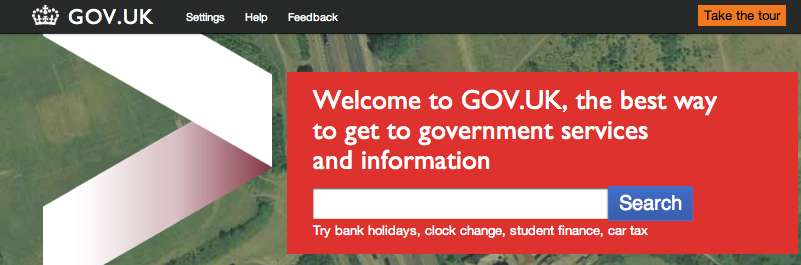 GOV.UK Settings Help Feedback Take the tour
Welcome to GOV.UK, the best way
to get to government services
and information
Search
Try bank holidays, clock change, student finance, car tax